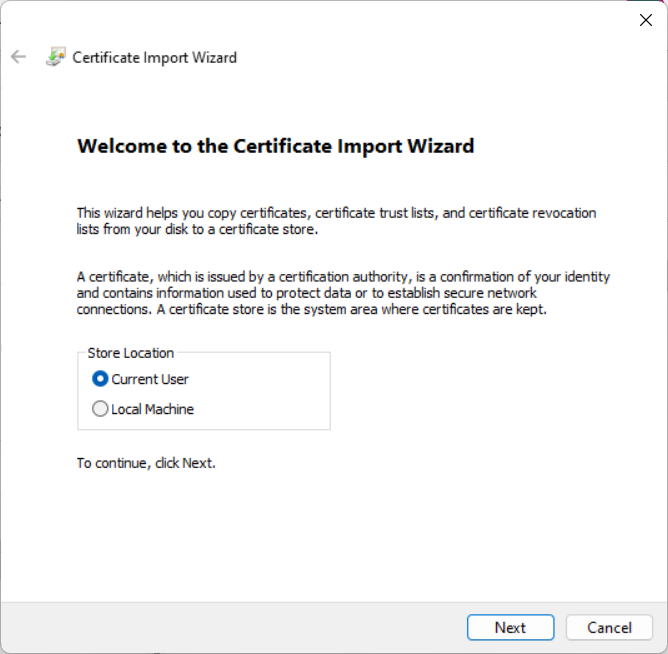 Certificate Import Wizard
Welcome to the Certificate Import Wizard
This wizard helps you copy certificates, certificate trust lists, and certificate revocation
lists from your disk to a certificate store.
A certificate, which is issued by a certification authority, is a confirmation of your identity
and contains information used to protect data or to establish secure network
connections. A certificate store is the system area where certificates are kept.
Store Location
Current User
Local Machine
To continue, click Next.
Next
Cancel